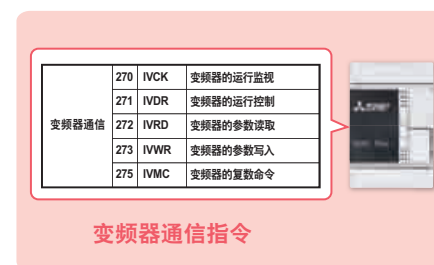 变频器通信
270 IVCK 变频器的运行监视
271 IVDR 变频器的运行控制
272 IVRD 变频器的参数读取
273 IVWR 变频器的参数写入
275 IVMC 变频器的复数命令
变频器通信指令